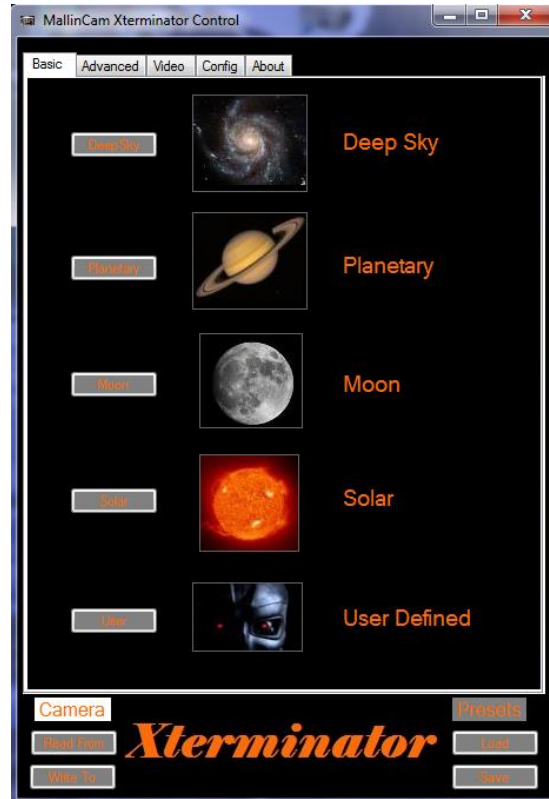 MallinCam Xterminator Control
Basic Advanced Video Config About
DeepSky Deep Sky
Planetary Planetary
Moon Moon
Solar Solar
User User Defined
Camera Presets
Read From Xterminator Load
Write To Save